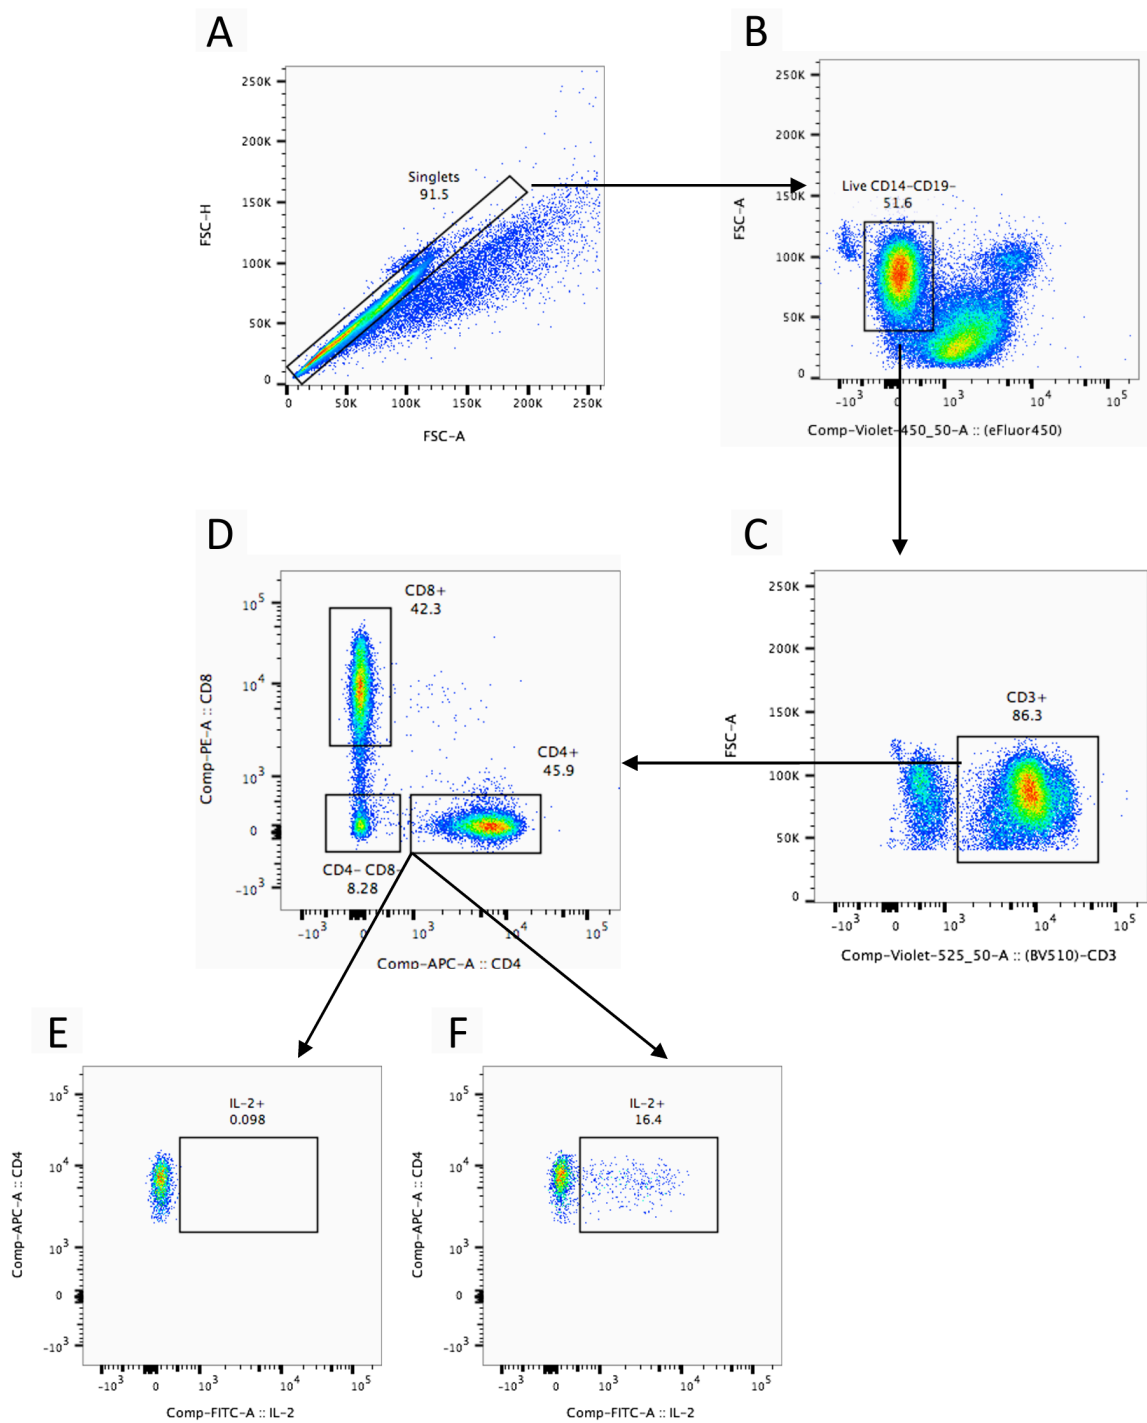 A
250K
200K
150K
100K
50K
0
FSC-H
Singlets
91.5
0 50K 100K 150K 200K 250K
FSC-A
B
250K
200K
150K
100K
50K
0
FSC-A
Live CD14-CD19-
51.6
-10³ 0 10³ 10⁴ 10⁵
Comp-Violet-450_50-A :: (eFluor450)
D
10⁵
10⁴
10³
0
-10³
Comp-PE-A :: CD8
CD8+
42.3
CD4+
45.9
CD4- CD8-
8.28
-10³ 0 10³ 10⁴ 10⁵
Comp-APC-A :: CD4
C
250K
200K
150K
100K
50K
0
FSC-A
CD3+
86.3
-10³ 0 10³ 10⁴ 10⁵
Comp-Violet-525_50-A :: (BV510)-CD3
E
10⁵
10⁴
10³
0
-10³
Comp-APC-A :: CD4
IL-2+
0.098
-10³ 0 10³ 10⁴ 10⁵
Comp-FITC-A :: IL-2
F
10⁵
10⁴
10³
0
-10³
Comp-APC-A :: CD4
IL-2+
16.4
-10³ 0 10³ 10⁴ 10⁵
Comp-FITC-A :: IL-2